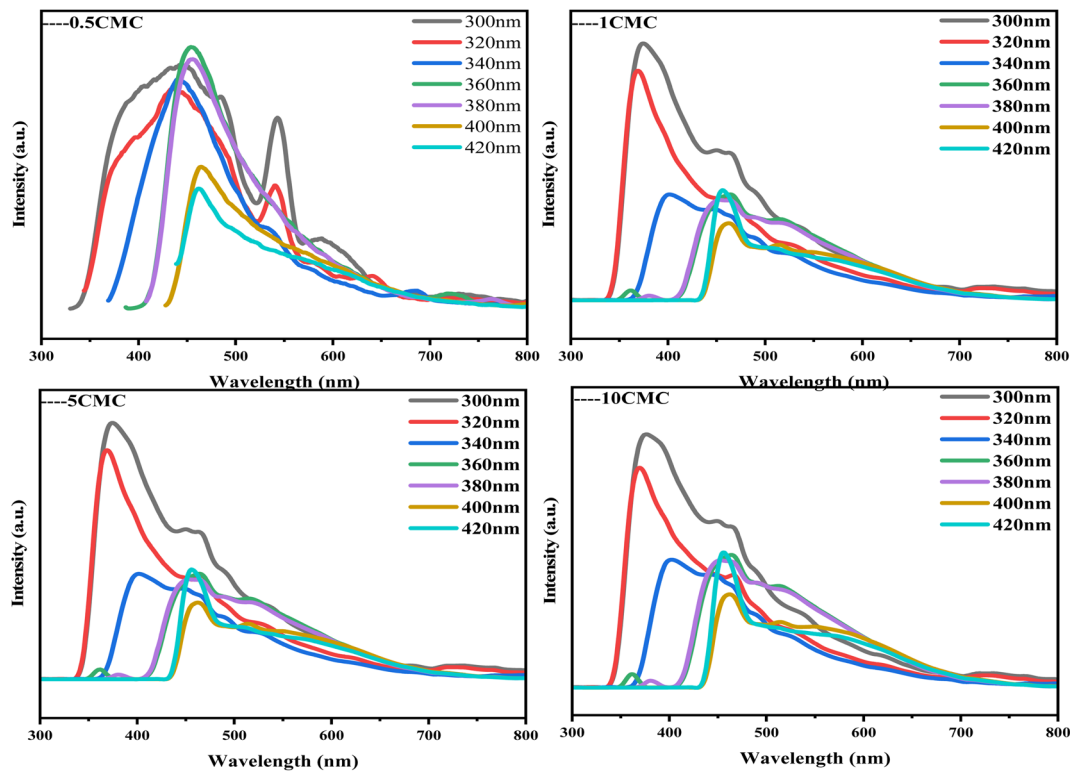 ----0.5CMC
300nm
320nm
340nm
360nm
380nm
400nm
420nm
Intensity (a.u.)
300 400 500 600 700 800
Wavelength (nm)
----1CMC
300nm
320nm
340nm
360nm
380nm
400nm
420nm
Intensity (a.u.)
300 400 500 600 700 800
Wavelength (nm)
----5CMC
300nm
320nm
340nm
360nm
380nm
400nm
420nm
Intensity (a.u.)
300 400 500 600 700 800
Wavelength (nm)
----10CMC
300nm
320nm
340nm
360nm
380nm
400nm
420nm
Intensity (a.u.)
300 400 500 600 700 800
Wavelength (nm)